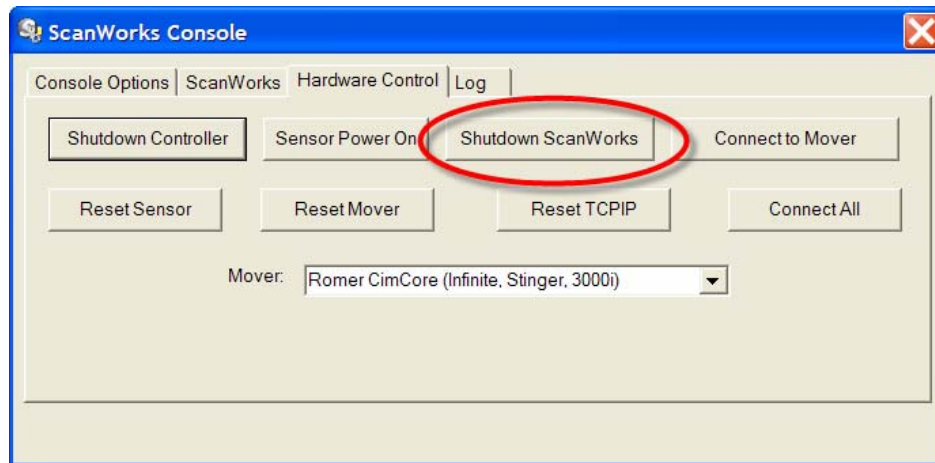 ScanWorks Console
Console Options ScanWorks Hardware Control Log
Shutdown Controller Sensor Power On Shutdown ScanWorks Connect to Mover
Reset Sensor Reset Mover Reset TCPIP Connect All
Mover: Romer CimCore (Infinite, Stinger, 3000i)